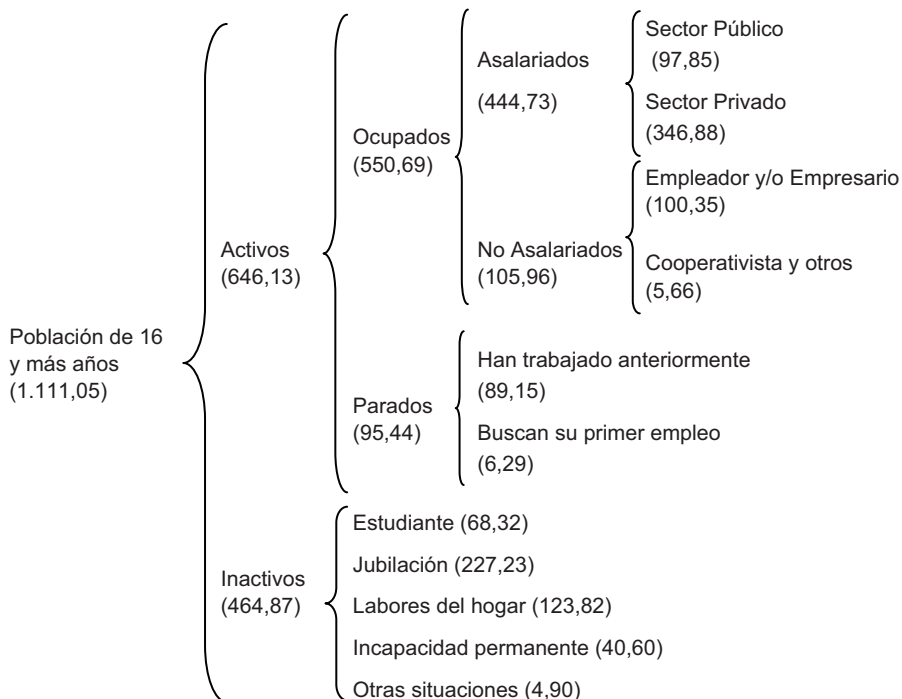 Población de 16
y más años
(1.111,05)
Activos
(646,13)
Ocupados
(550,69)
Asalariados
(444,73)
Sector Público
(97,85)
Sector Privado
(346,88)
No Asalariados
(105,96)
Empleador y/o Empresario
(100,35)
Cooperativista y otros
(5,66)
Parados
(95,44)
Han trabajado anteriormente
(89,15)
Buscan su primer empleo
(6,29)
Inactivos
(464,87)
Estudiante (68,32)
Jubilación (227,23)
Labores del hogar (123,82)
Incapacidad permanente (40,60)
Otras situaciones (4,90)